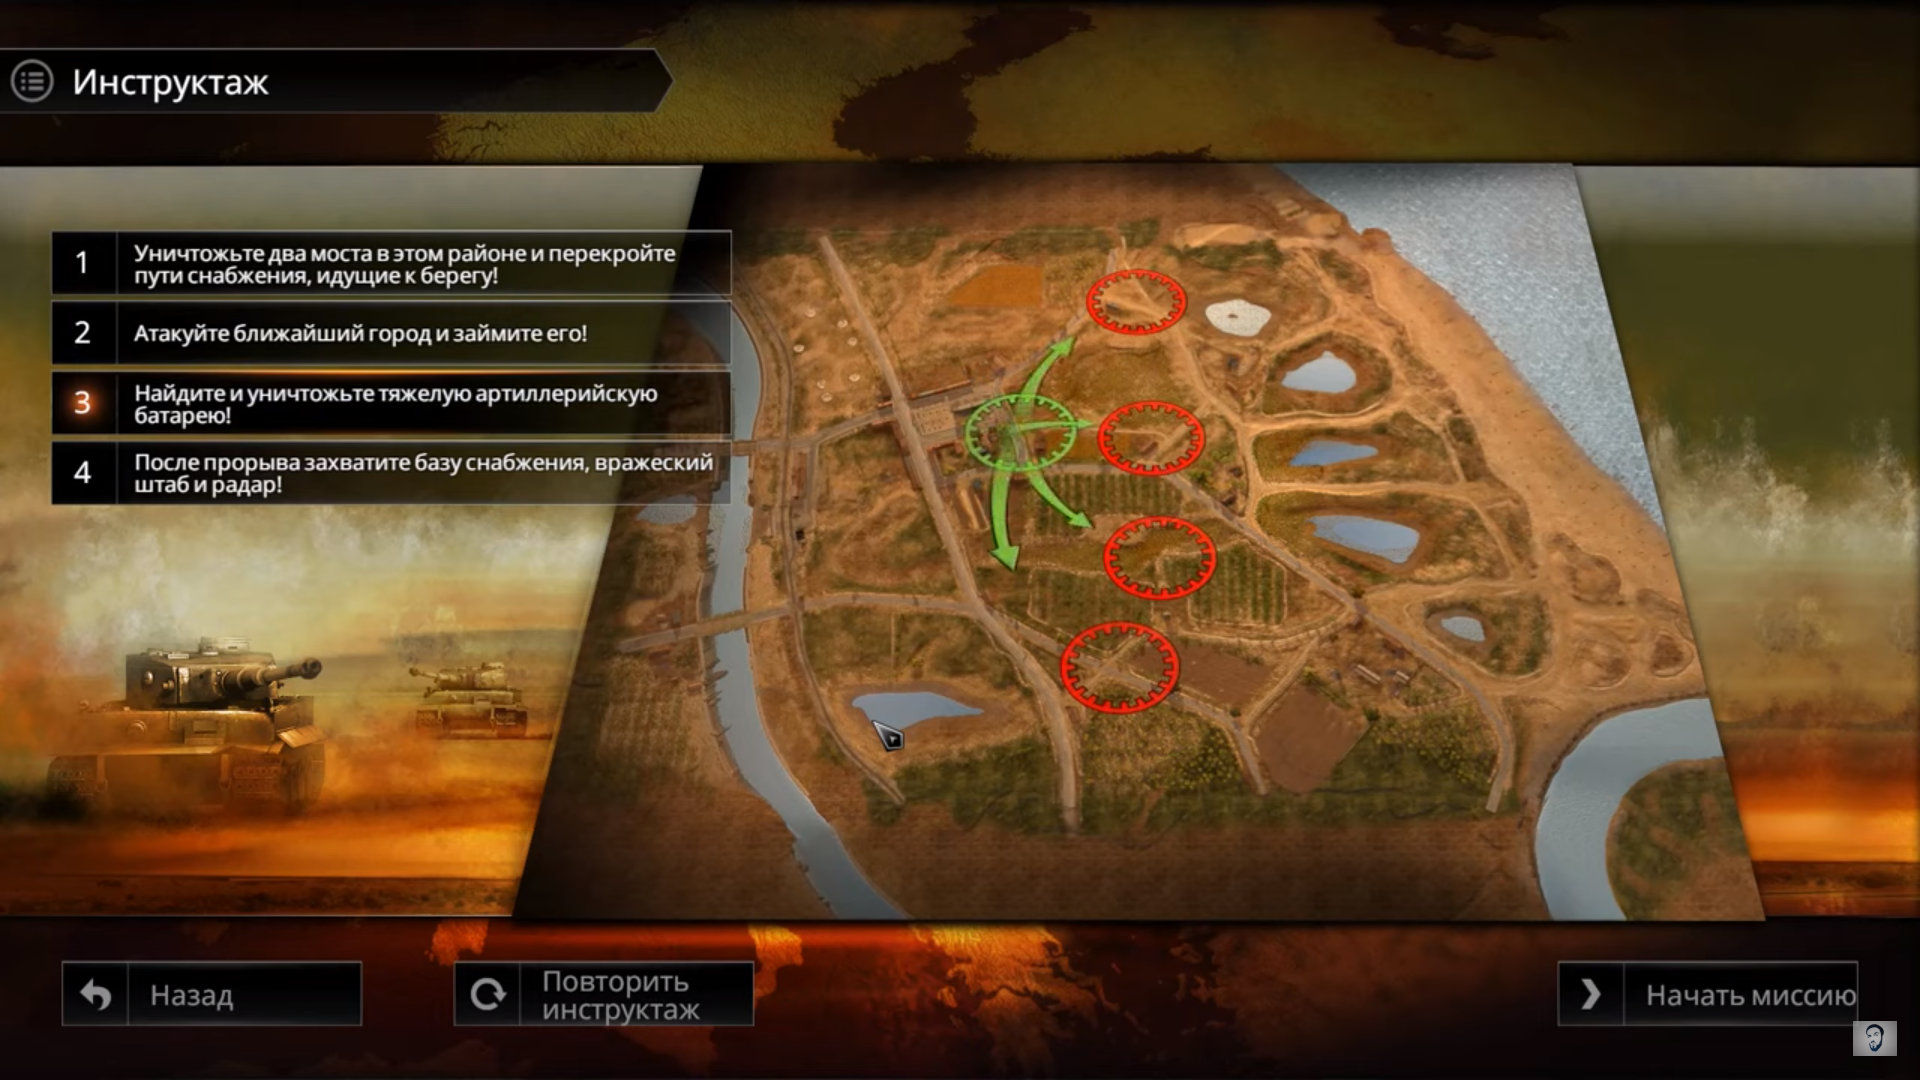 Инструктаж
1
Уничтожьте два моста в этом районе и перекройте
пути снабжения, идущие к берегу!
2
Атакуйте ближайший город и займите его!
3
Найдите и уничтожьте тяжелую артиллерийскую
батарею!
4
После прорыва захватите базу снабжения, вражеский
штаб и радар!
Назад
Повторить
инструктаж
Начать миссию